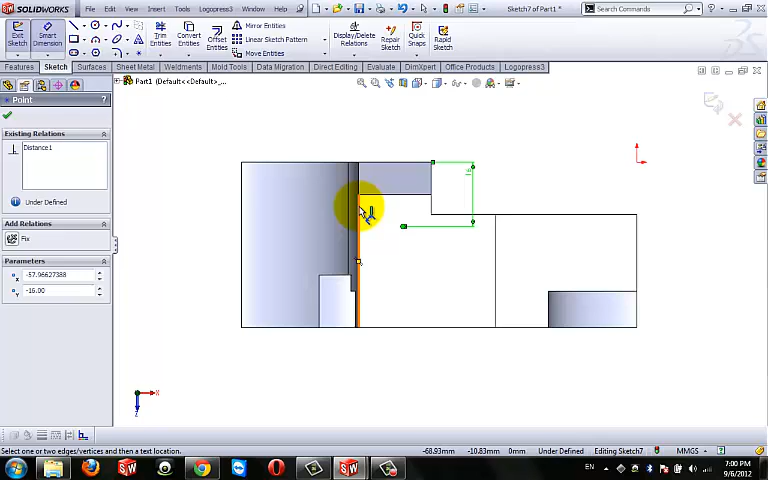 SOLIDWORKS
File Edit View Insert Tools Logopress3 Window Help
Sketch7 of Part1 *
Search Commands
Exit Sketch
Smart Dimension
Trim Entities
Convert Entities
Offset Entities
Mirror Entities
Linear Sketch Pattern
Move Entities
Display/Delete Relations
Repair Sketch
Quick Snaps
Rapid Sketch
Features Sketch Surfaces Sheet Metal Weldments Mold Tools Data Migration Direct Editing Evaluate DimXpert Office Products Logopress3
Part1 (Default<<Default>_...
Point ?
Existing Relations
Distance1
Under Defined
Add Relations
Fix
Parameters
-57.96627388
-16.00
16
X
Z
Select one or two edges/vertices and then a text location.
-68.93mm -10.83mm 0mm Under Defined Editing Sketch7 MMGS
EN
7:00 PM
9/6/2012